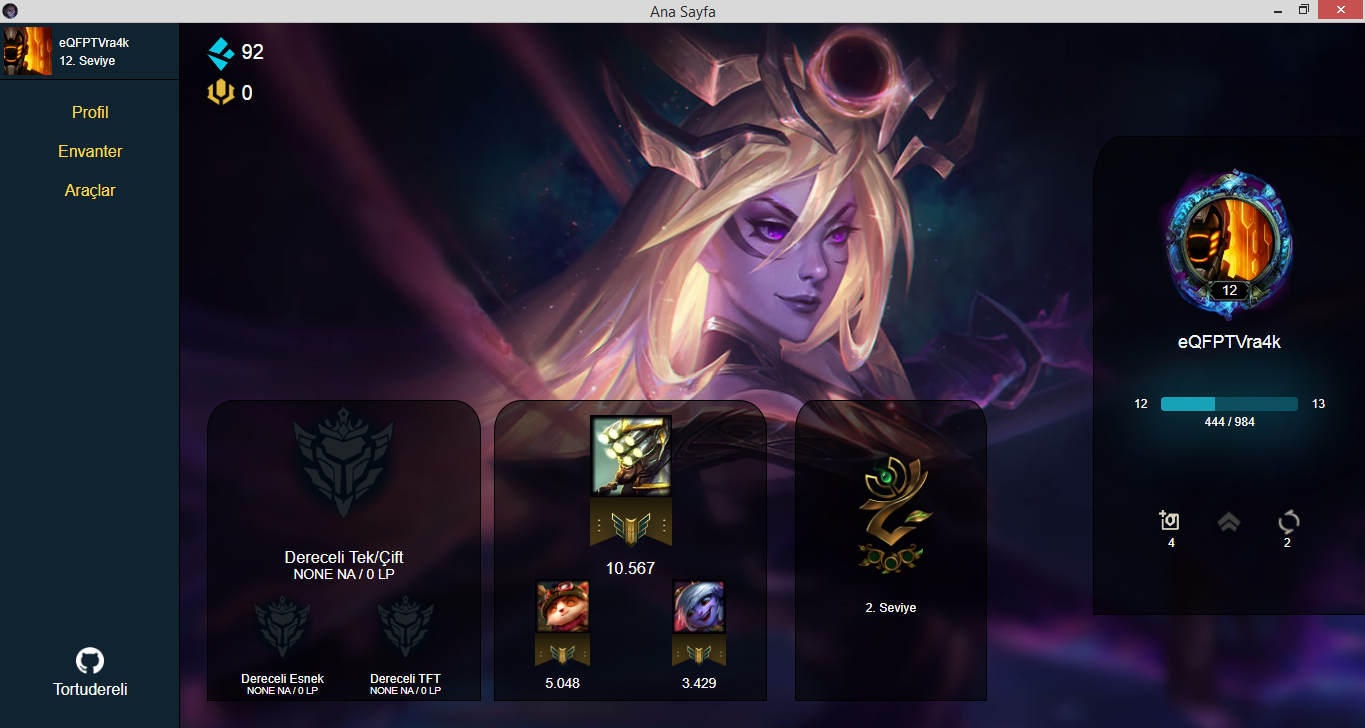 Ana Sayfa
eQFPTVra4k
12. Seviye
Profil
Envanter
Araçlar
Tortudereli
92
0
Dereceli Tek/Çift
NONE NA / 0 LP
Dereceli Esnek
NONE NA / 0 LP
Dereceli TFT
NONE NA / 0 LP
10.567
5.048
3.429
2. Seviye
12
eQFPTVra4k
12
13
444 / 984
4
2